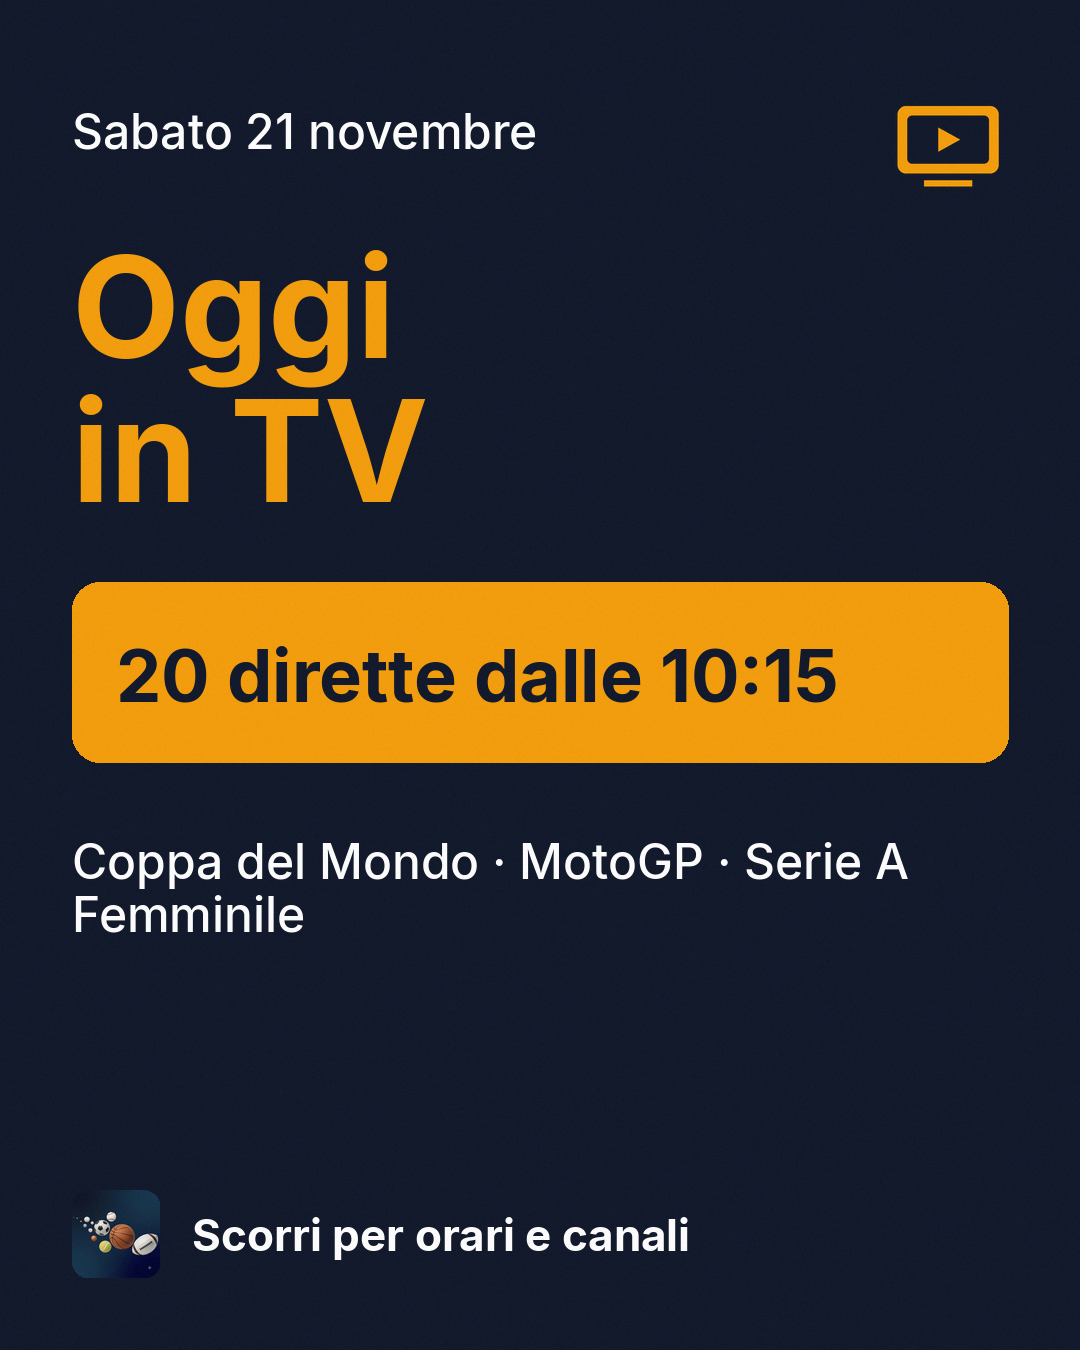 Sabato 21 novembre
Oggi
in TV
20 dirette dalle 10:15
Coppa del Mondo · MotoGP · Serie A
Femminile
Scorri per orari e canali